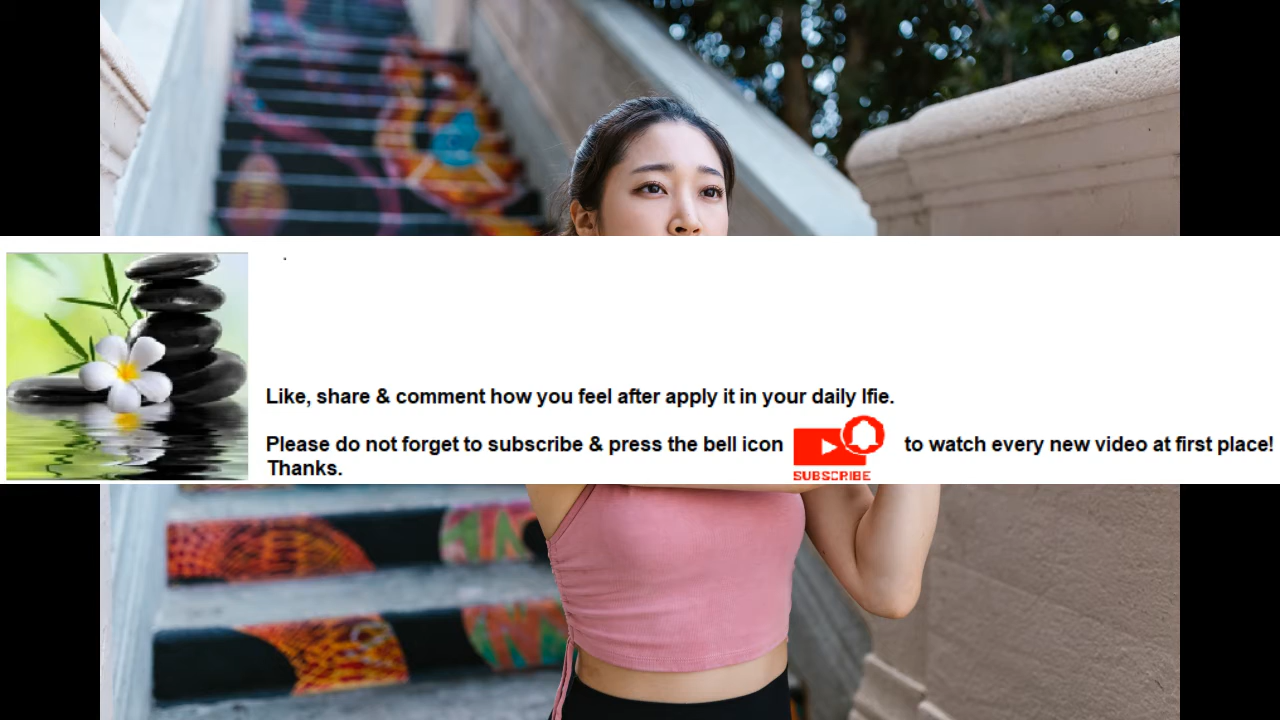 Like, share & comment how you feel after apply it in your daily lfie.
Please do not forget to subscribe & press the bell icon SUBSCRIBE to watch every new video at first place!
Thanks.